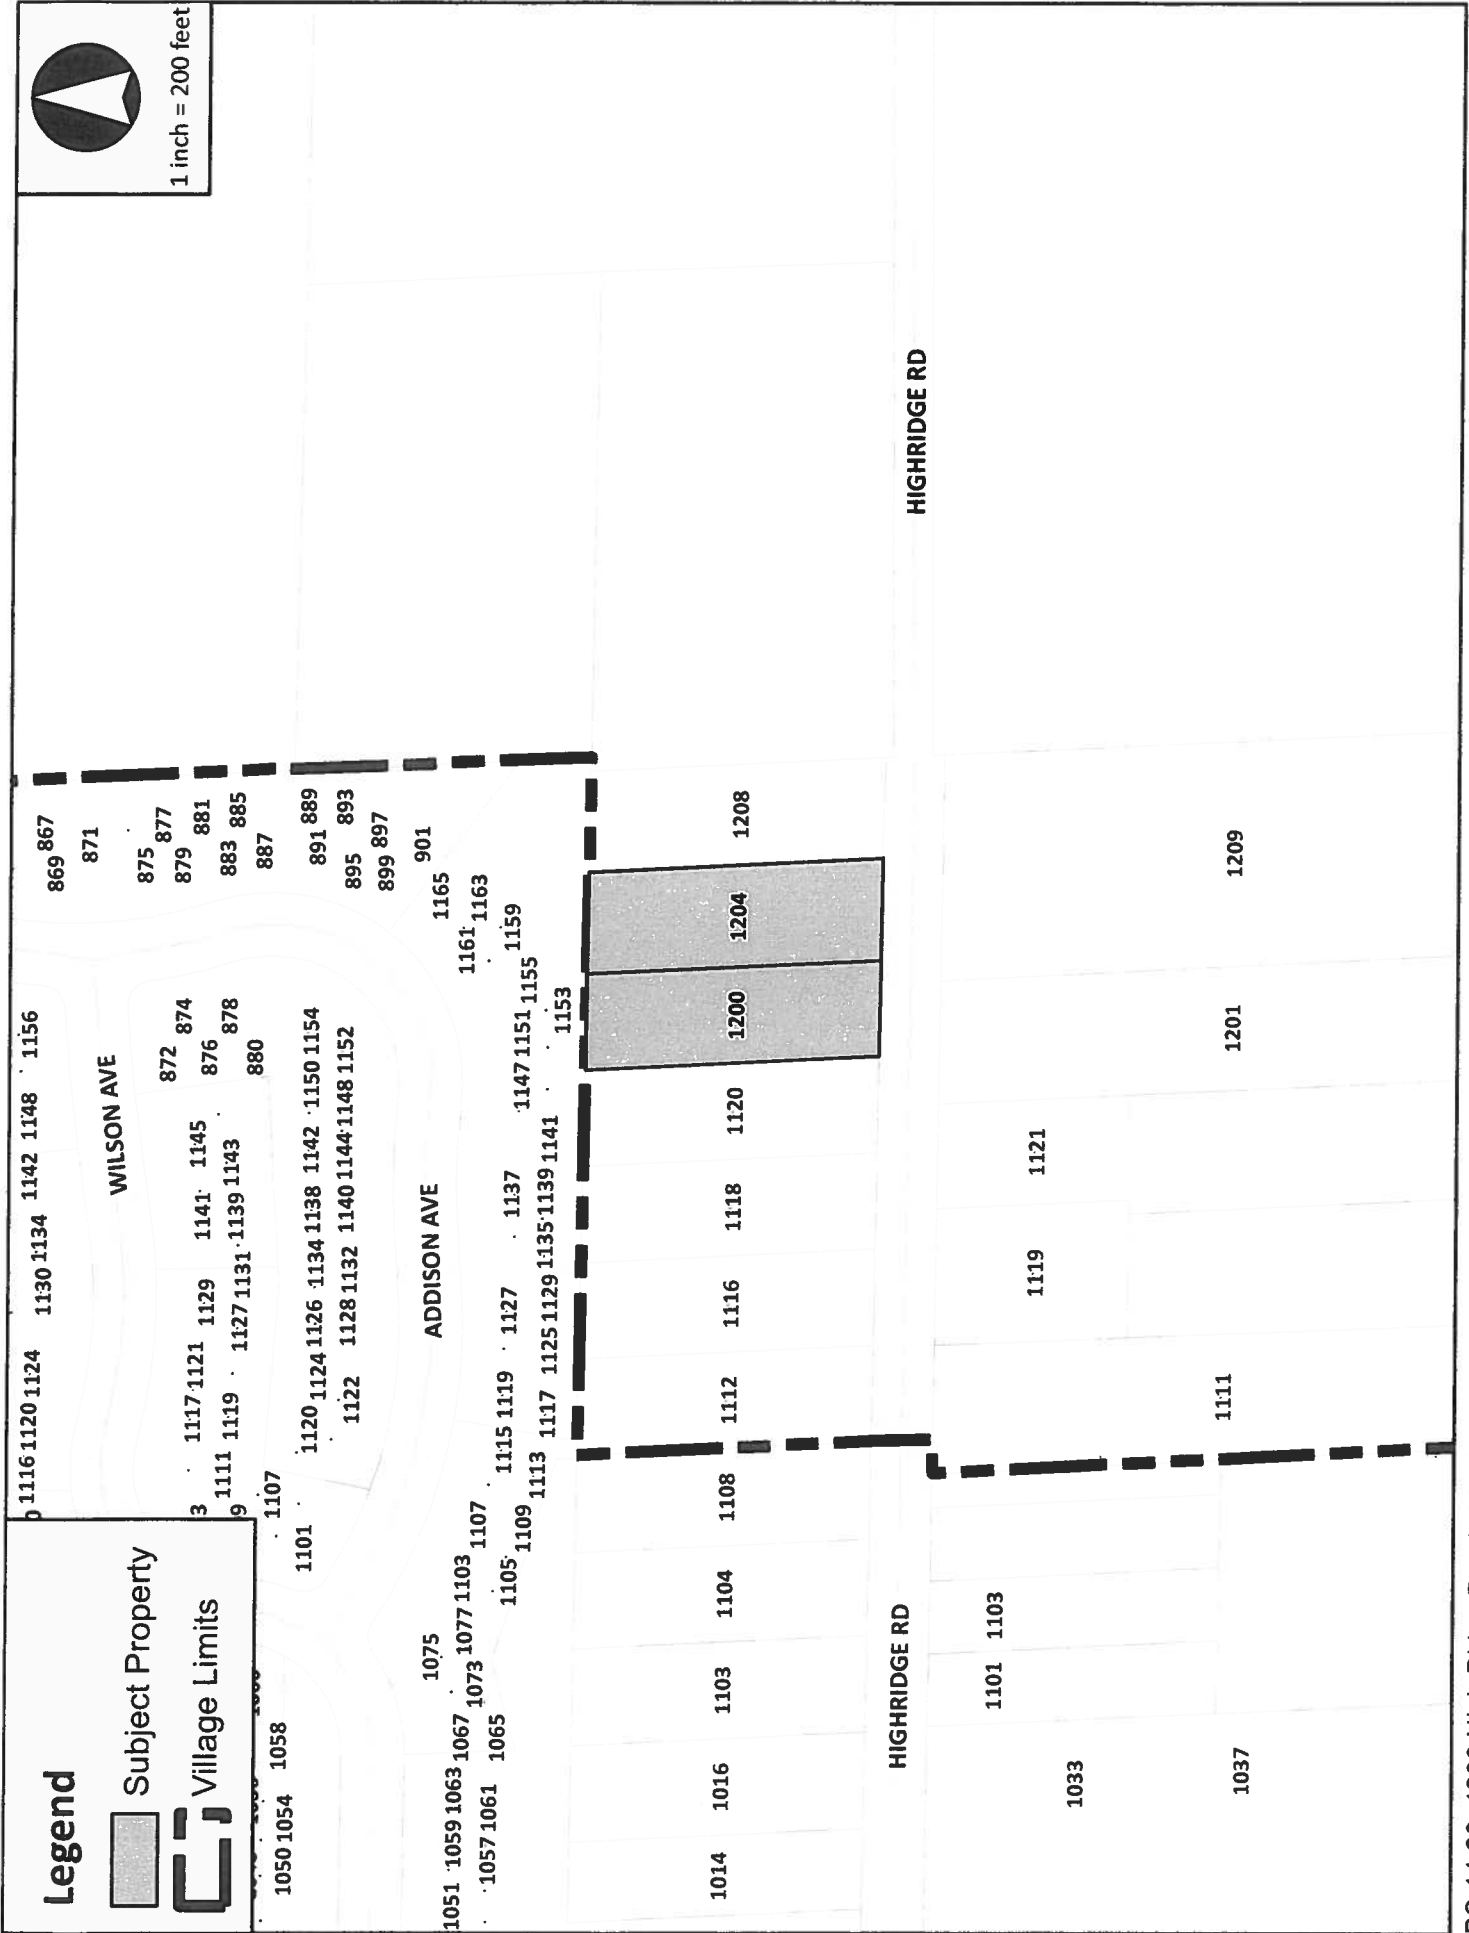 Legend
Subject Property
Village Limits
1 inch = 200 feet
1116 1120 1124 1130 1134 1142 1148 1156
869 867
871
WILSON AVE
875 877
879 881
883 885
887
872 874
876 878
880
3 1117 1121 1129 1141 1145
9 1111 1119 1127 1131 1139 1143
1107
1101
1050 1054 1058
1120 1124 1126 1134 1138 1142 1150 1154
1122 1128 1132 1140 1144 1148 1152
891 889
895 893
899 897
901
ADDISON AVE
1075
1051 1059 1063 1067 1073 1077 1103 1107
1057 1061 1065 1105 1109 1113
1115 1119 1127 1137 1147 1151 1155 1159
1161 1165
1163
1117 1125 1129 1135 1139 1141 1153
1014 1016 1103 1104 1108 1112 1116 1118 1120 1200 1204 1208
HIGHRIDGE RD
HIGHRIDGE RD
1101 1103 1119 1121
1033
1037 1111 1201 1209